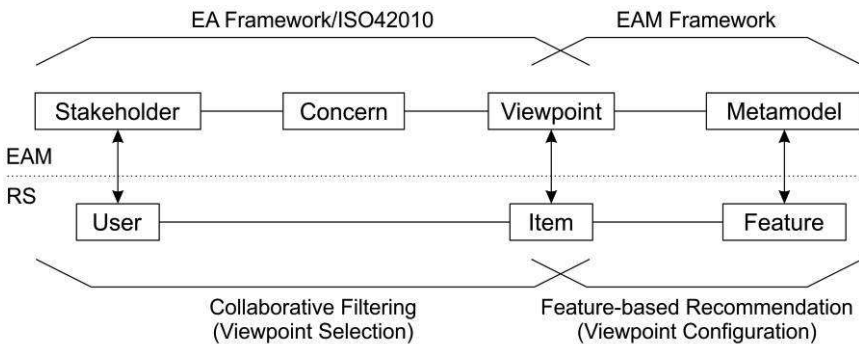 EA Framework/ISO42010 EAM Framework
Stakeholder Concern Viewpoint Metamodel
EAM
RS
User Item Feature
Collaborative Filtering Feature-based Recommendation
(Viewpoint Selection) (Viewpoint Configuration)